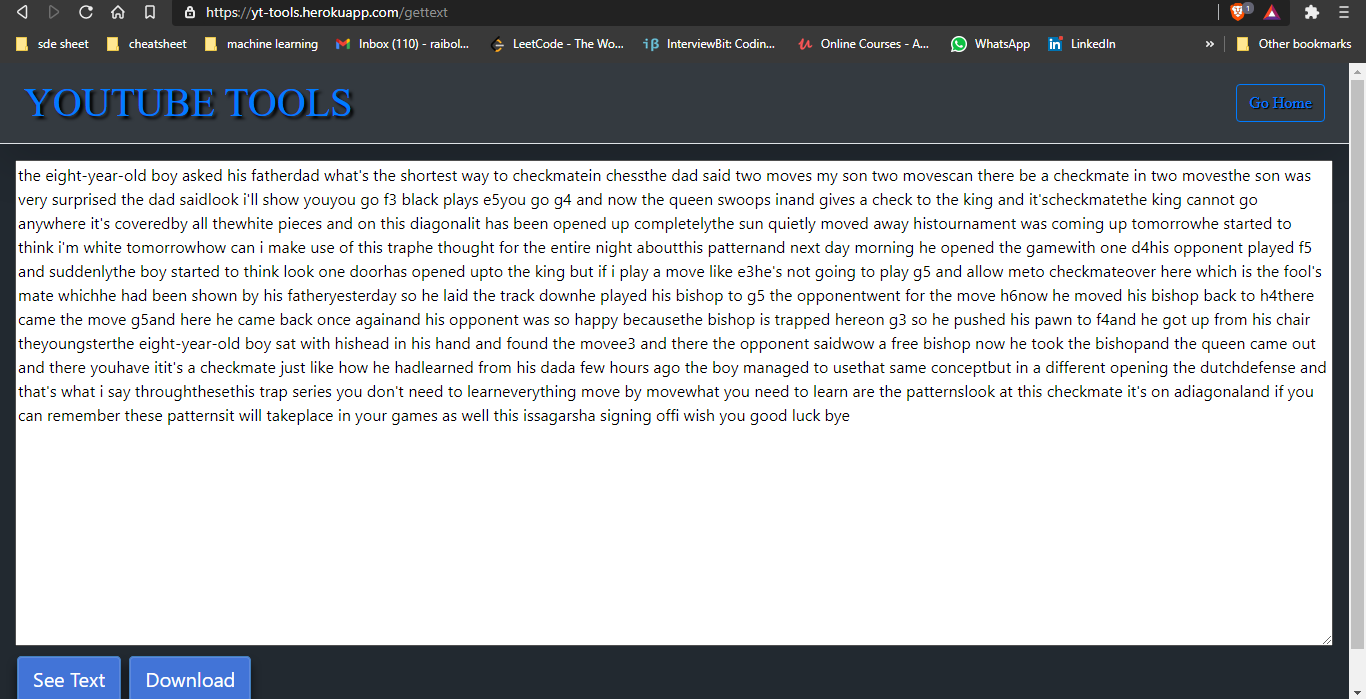 https://yt-tools.herokuapp.com/gettext
1
sde sheet cheatsheet machine learning Inbox (110) - raibol... LeetCode - The Wo... InterviewBit: Codin... Online Courses - A... WhatsApp LinkedIn » Other bookmarks
YOUTUBE TOOLS
Go Home
the eight-year-old boy asked his fatherdad what's the shortest way to checkmatein chessthe dad said two moves my son two movescan there be a checkmate in two movesthe son was
very surprised the dad saidlook i'll show youyou go f3 black plays e5you go g4 and now the queen swoops inand gives a check to the king and it'scheckmatethe king cannot go
anywhere it's coveredby all thewhite pieces and on this diagonalit has been opened up completelythe sun quietly moved away histournament was coming up tomorrowhe started to
think i'm white tomorrowhow can i make use of this traphe thought for the entire night aboutthis patternand next day morning he opened the gamewith one d4his opponent played f5
and suddenlythe boy started to think look one doorhas opened upto the king but if i play a move like e3he's not going to play g5 and allow meto checkmateover here which is the fool's
mate whichhe had been shown by his fatheryesterday so he laid the track downhe played his bishop to g5 the opponentwent for the move h6now he moved his bishop back to h4there
came the move g5and here he came back once againand his opponent was so happy becausethe bishop is trapped hereon g3 so he pushed his pawn to f4and he got up from his chair
theyoungsterthe eight-year-old boy sat with hishead in his hand and found the movee3 and there the opponent saidwow a free bishop now he took the bishopand the queen came out
and there youhave itit's a checkmate just like how he hadlearned from his dada few hours ago the boy managed to usethat same conceptbut in a different opening the dutchdefense and
that's what i say throughthesethis trap series you don't need to learneverything move by movewhat you need to learn are the patternslook at this checkmate it's on adiagonaland if you
can remember these patternsit will takeplace in your games as well this issagarsha signing offi wish you good luck bye
See Text Download